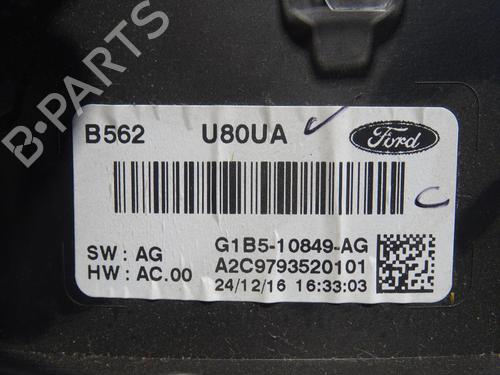 B562 U80UA Ford
G1B5-10849-AG
SW: AG
A2C9793520101
HW: AC.00
24/12/16 16:33:03
B-PARTS